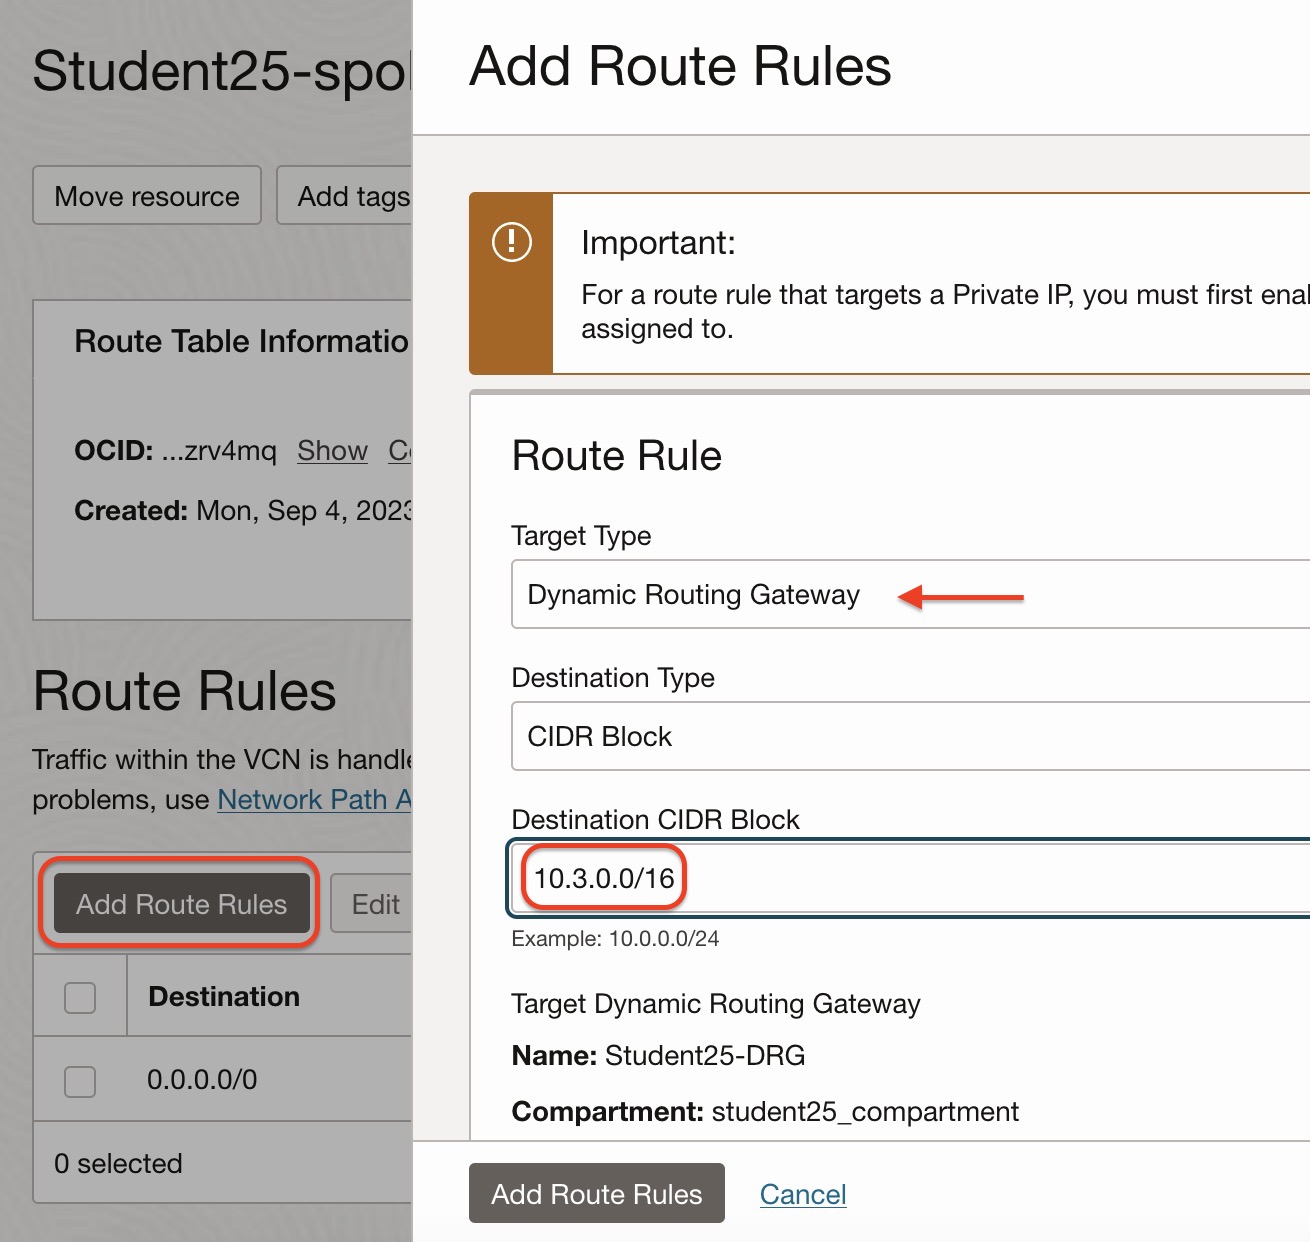 Student25-spo
Move resource
Add tags
Route Table Informatio
OCID: ...zrv4mq Show
Created: Mon, Sep 4, 2023
Route Rules
Traffic within the VCN is handle
problems, use Network Path A
Add Route Rules
Edit
Destination
0.0.0.0/0
0 selected
Add Route Rules
Important:
For a route rule that targets a Private IP, you must first enal
assigned to.
Route Rule
Target Type
Dynamic Routing Gateway
Destination Type
CIDR Block
Destination CIDR Block
10.3.0.0/16
Example: 10.0.0.0/24
Target Dynamic Routing Gateway
Name: Student25-DRG
Compartment: student25_compartment
Add Route Rules
Cancel